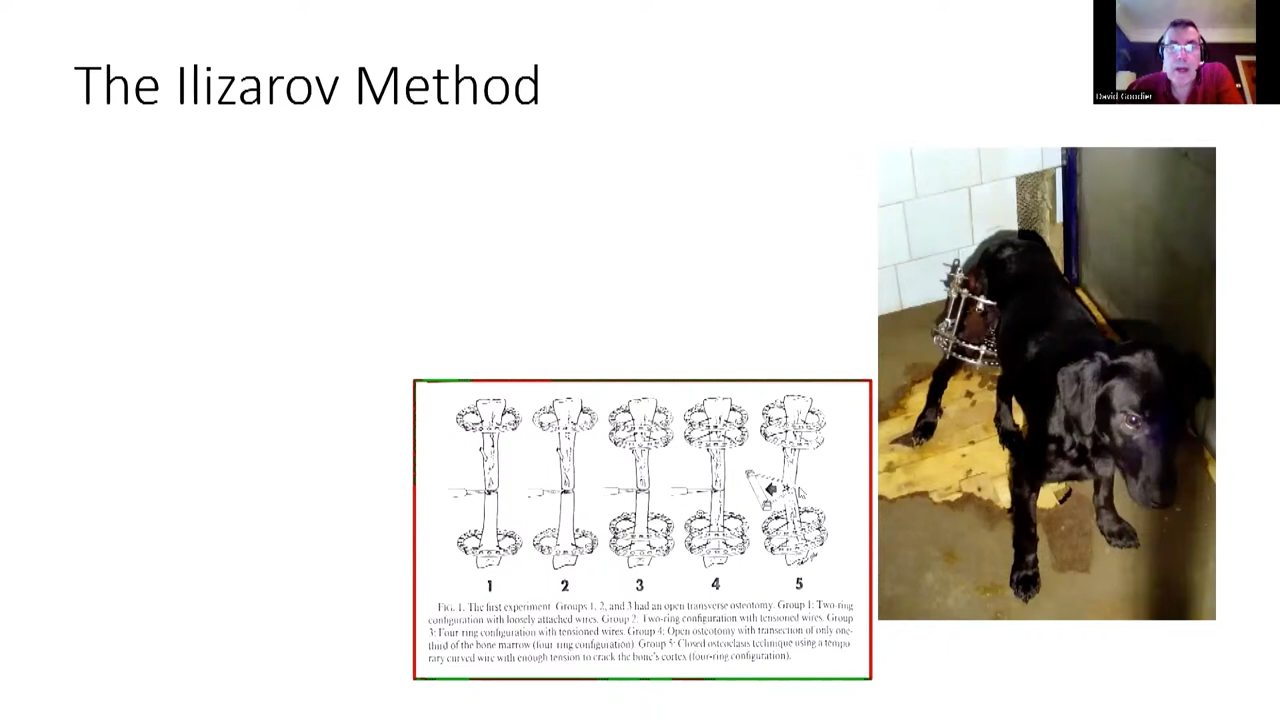 The Ilizarov Method
David Goodier
1 2 3 4 5
FIG. 1. The first experiment. Groups 1, 2, and 3 had an open transverse osteotomy. Group 1: Two-ring
configuration with loosely attached wires. Group 2: Two-ring configuration with tensioned wires. Group
3: Four ring configuration with tensioned wires. Group 4: Open osteotomy with transection of only one-
third of the bone marrow (four ring configuration). Group 5: Closed osteoclasis technique using a tempo
rary curved wire with enough tension to crack the bone's cortex (four-ring configuration).